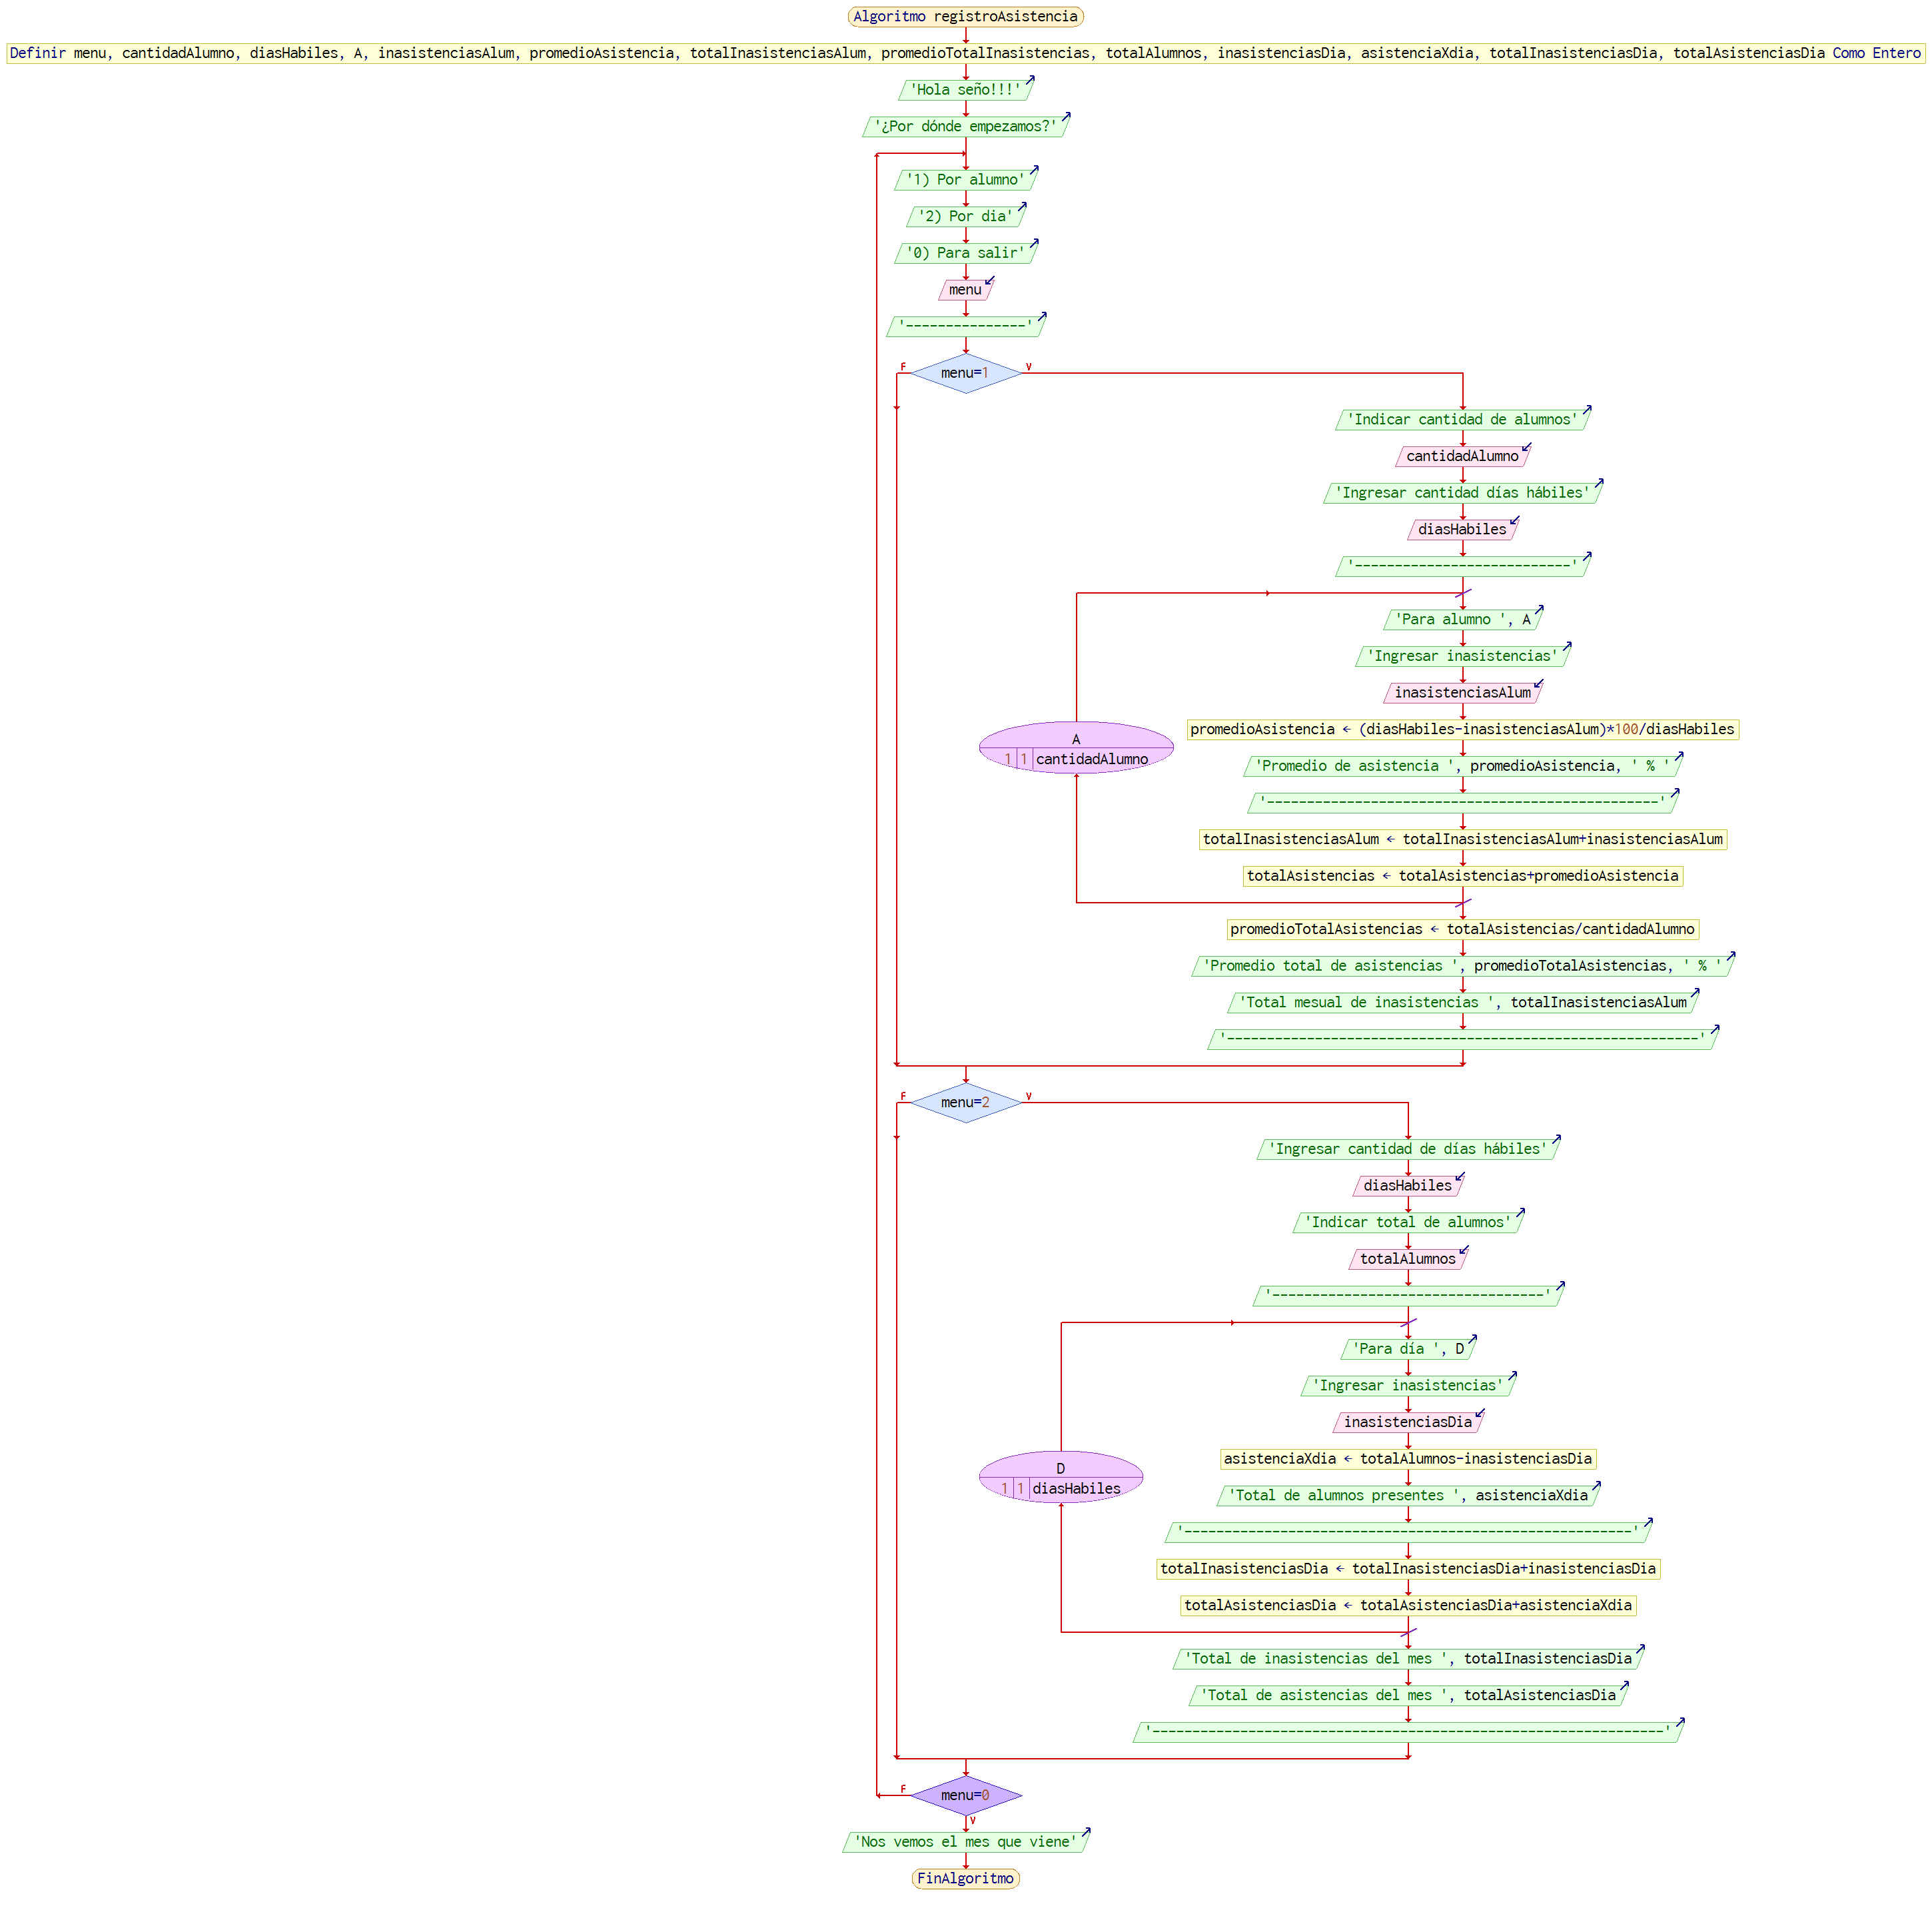 Algoritmo registroAsistencia
Definir menu, cantidadAlumno, diasHabiles, A, inasistenciasAlum, promedioAsistencia, totalInasistenciasAlum, promedioTotalInasistencias, totalAlumnos, inasistenciasDia, asistenciaXdia, totalInasistenciasDia, totalAsistenciasDia Como Entero
'Hola seño!!!'
'¿Por dónde empezamos?'
'1) Por alumno'
'2) Por dia'
'0) Para salir'
menu
'---------------'
F
menu=1
V
'Indicar cantidad de alumnos'
cantidadAlumno
'Ingresar cantidad días hábiles'
diasHabiles
'---------------------------'
'Para alumno ', A
'Ingresar inasistencias'
inasistenciasAlum
A
1 1 cantidadAlumno
promedioAsistencia ← (diasHabiles-inasistenciasAlum)*100/diasHabiles
'Promedio de asistencia ', promedioAsistencia, ' % '
'-------------------------------------------------'
totalInasistenciasAlum ← totalInasistenciasAlum+inasistenciasAlum
totalAsistencias ← totalAsistencias+promedioAsistencia
promedioTotalAsistencias ← totalAsistencias/cantidadAlumno
'Promedio total de asistencias ', promedioTotalAsistencias, ' % '
'Total mesual de inasistencias ', totalInasistenciasAlum
'-----------------------------------------------------------'
F
menu=2
V
'Ingresar cantidad de días hábiles'
diasHabiles
'Indicar total de alumnos'
totalAlumnos
'----------------------------------'
'Para día ', D
'Ingresar inasistencias'
inasistenciasDia
D
1 1 diasHabiles
asistenciaXdia ← totalAlumnos-inasistenciasDia
'Total de alumnos presentes ', asistenciaXdia
'--------------------------------------------------------'
totalInasistenciasDia ← totalInasistenciasDia+inasistenciasDia
totalAsistenciasDia ← totalAsistenciasDia+asistenciaXdia
'Total de inasistencias del mes ', totalInasistenciasDia
'Total de asistencias del mes ', totalAsistenciasDia
'----------------------------------------------------------------'
F
menu=0
V
'Nos vemos el mes que viene'
FinAlgoritmo